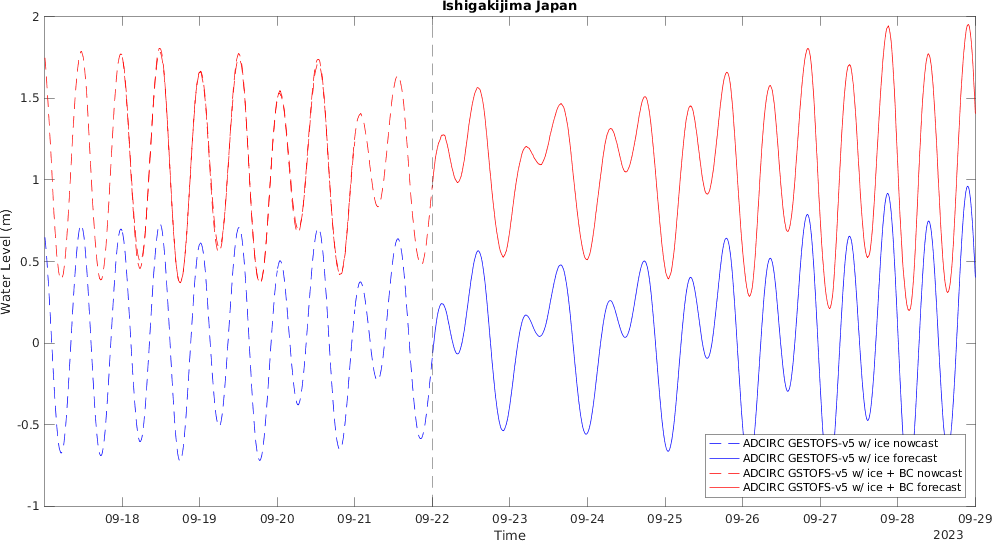 Ishigakijima Japan
2
1.5
1
0.5
0
-0.5
-1
Water Level (m)
ADCIRC GESTOFS-v5 w/ ice nowcast
ADCIRC GESTOFS-v5 w/ ice forecast
ADCIRC GSTOFS-v5 w/ ice + BC nowcast
ADCIRC GSTOFS-v5 w/ ice + BC forecast
09-18 09-19 09-20 09-21 09-22 09-23 09-24 09-25 09-26 09-27 09-28 09-29
Time
2023